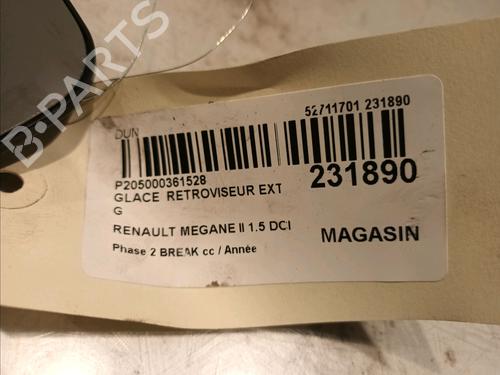 B-PARTS
52711701 231890
DUN
P205000361528
GLACE RETROVISEUR EXT
G
231890
RENAULT MEGANE II 1.5 DCI
MAGASIN
Phase 2 BREAK cc / Année